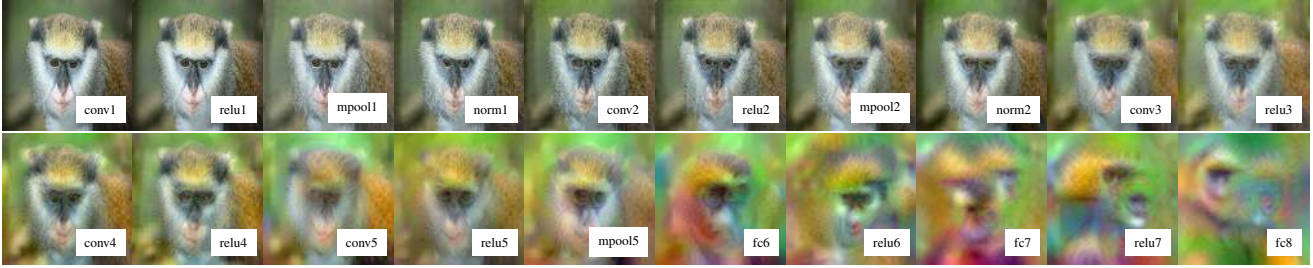 conv1
relu1
mpool1
norm1
conv2
relu2
mpool2
norm2
conv3
relu3
conv4
relu4
conv5
relu5
mpool5
fc6
relu6
fc7
relu7
fc8